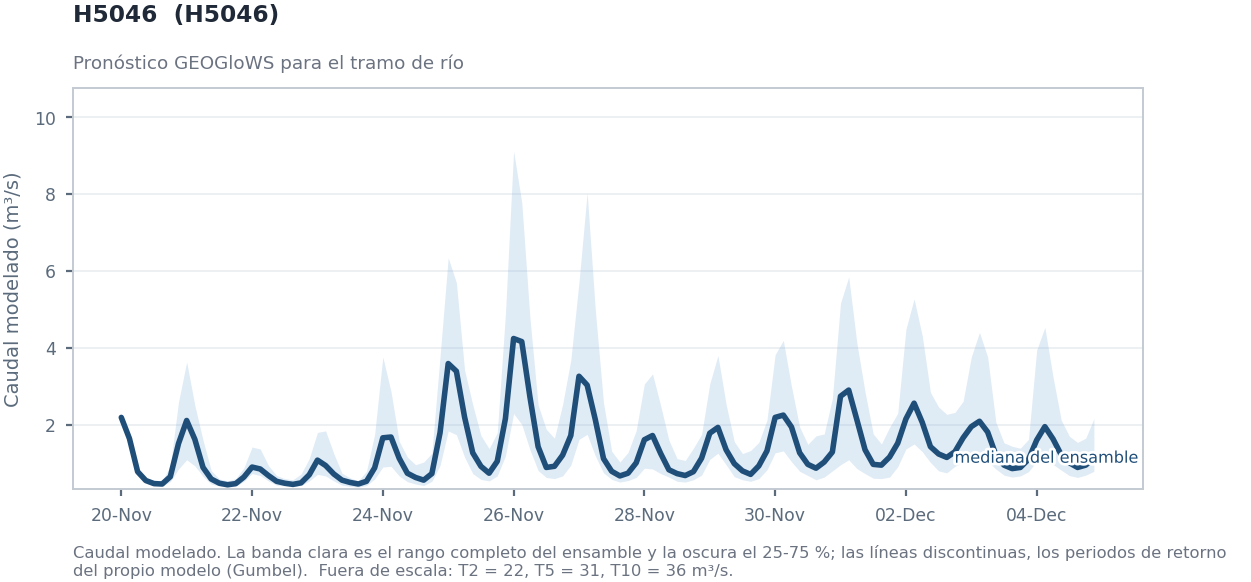 H5046  (H5046)
Pronóstico GEOGloWS para el tramo de río
Caudal modelado (m³/s)
10
8
6
4
2
mediana del ensamble
20-Nov
22-Nov
24-Nov
26-Nov
28-Nov
30-Nov
02-Dec
04-Dec
Caudal modelado. La banda clara es el rango completo del ensamble y la oscura el 25-75 %; las líneas discontinuas, los periodos de retorno
del propio modelo (Gumbel).  Fuera de escala: T2 = 22, T5 = 31, T10 = 36 m³/s.